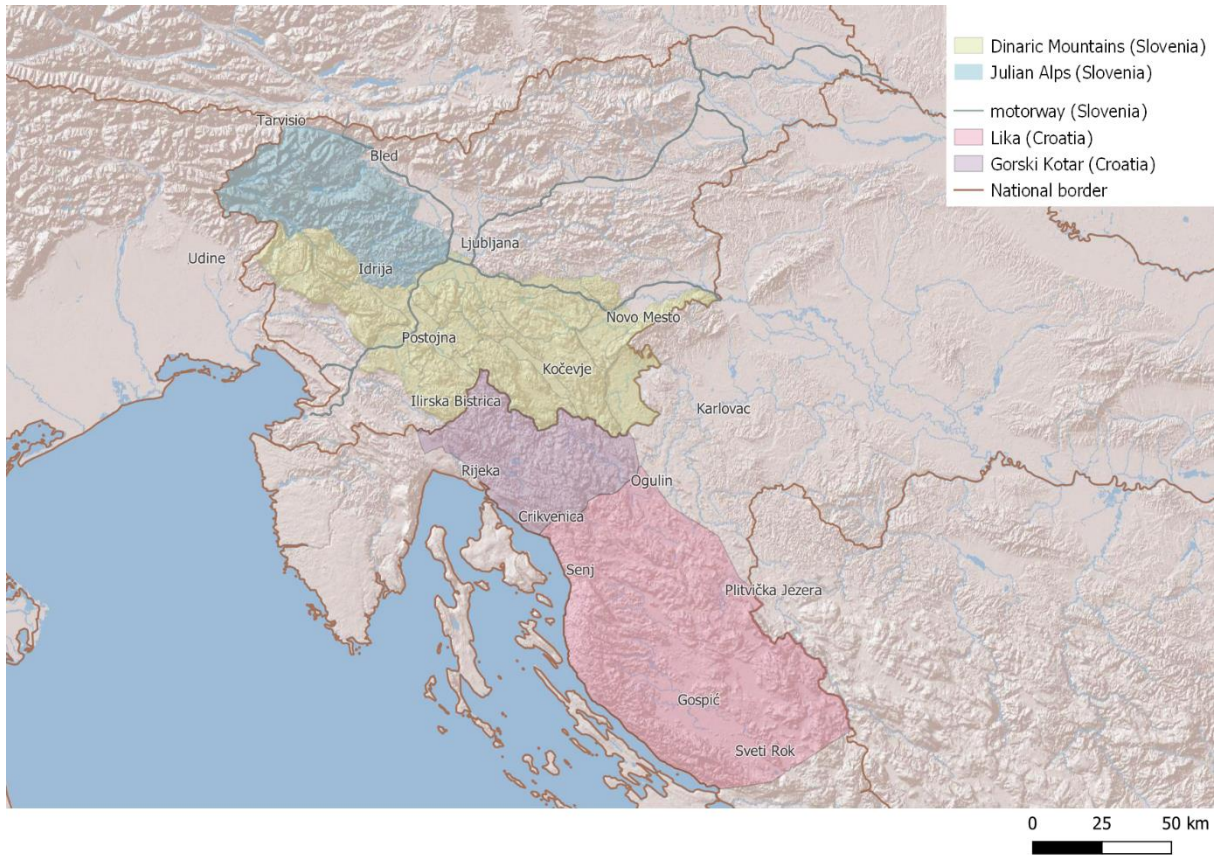 Dinaric Mountains (Slovenia)
Julian Alps (Slovenia)
motorway (Slovenia)
Lika (Croatia)
Gorski Kotar (Croatia)
National border
Tarvisio
Bled
Ljubljana
Udine
Idrija
Novo Mesto
Postojna
Kočevje
Ilirska Bistrica
Karlovac
Rijeka
Ogulin
Crikvenica
Senj
Plitvička Jezera
Gospić
Sveti Rok
0 25 50 km